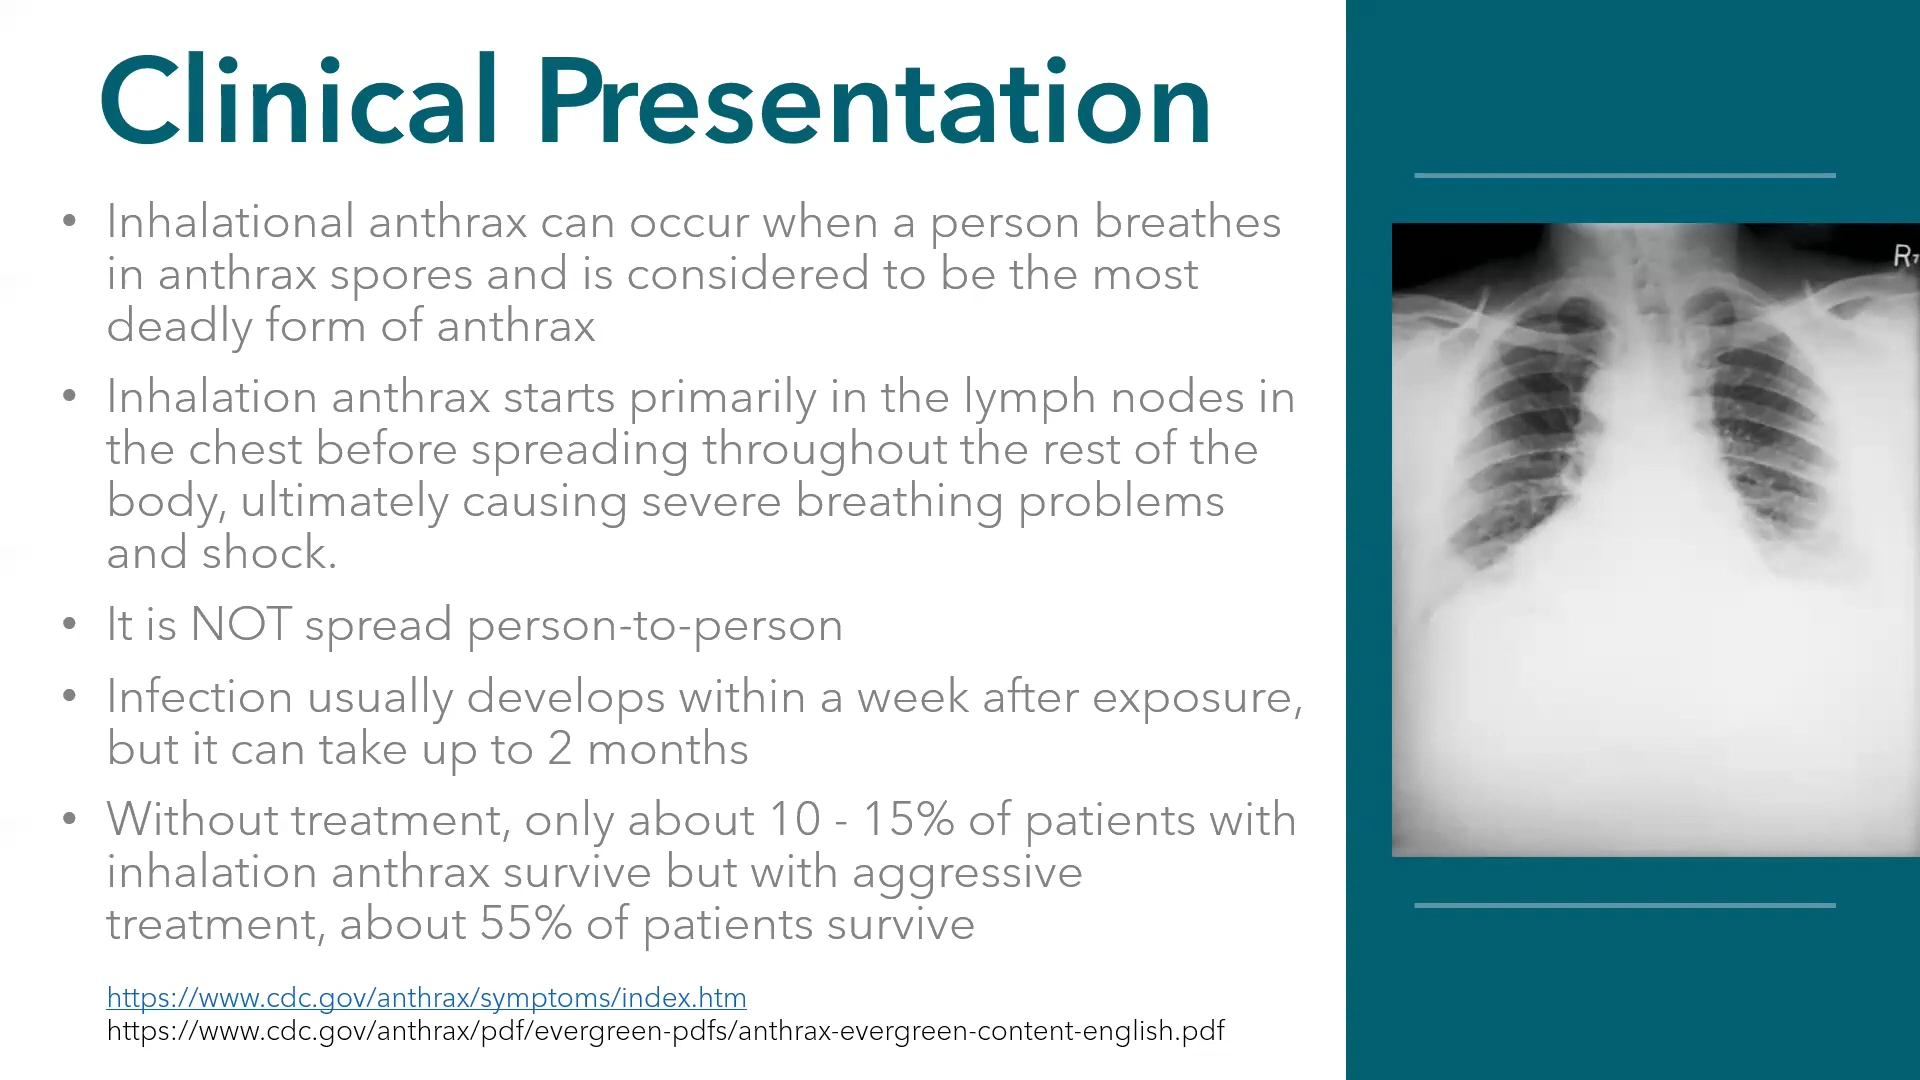 Clinical Presentation
• Inhalational anthrax can occur when a person breathes
in anthrax spores and is considered to be the most
deadly form of anthrax
• Inhalation anthrax starts primarily in the lymph nodes in
the chest before spreading throughout the rest of the
body, ultimately causing severe breathing problems
and shock.
• It is NOT spread person-to-person
• Infection usually develops within a week after exposure,
but it can take up to 2 months
• Without treatment, only about 10 - 15% of patients with
inhalation anthrax survive but with aggressive
treatment, about 55% of patients survive
https://www.cdc.gov/anthrax/symptoms/index.htm
https://www.cdc.gov/anthrax/pdf/evergreen-pdfs/anthrax-evergreen-content-english.pdf
R